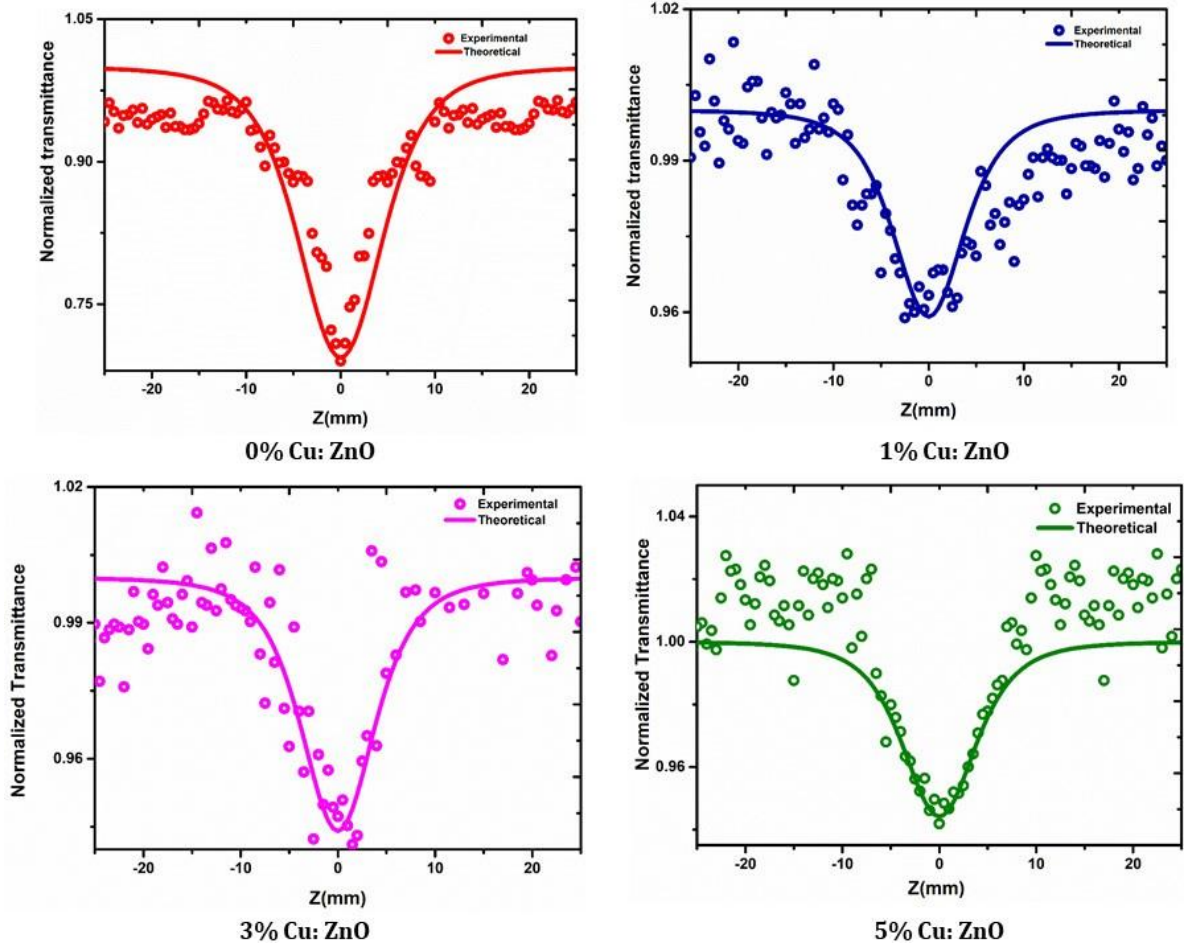 1.05
0.90
0.75
Normalized transmittance
Experimental
Theoretical
-20
-10
0
10
20
Z(mm)
0% Cu: ZnO
1.02
0.99
0.96
Normalized transmittance
Experimental
Theoretical
-20
-10
0
10
20
Z(mm)
1% Cu: ZnO
1.02
0.99
0.96
Normalized Transmittance
Experimental
Theoretical
-20
-10
0
10
20
Z(mm)
3% Cu: ZnO
1.04
1.00
0.96
Normalized Transmittance
Experimental
Theoretical
-20
-10
0
10
20
Z(mm)
5% Cu: ZnO